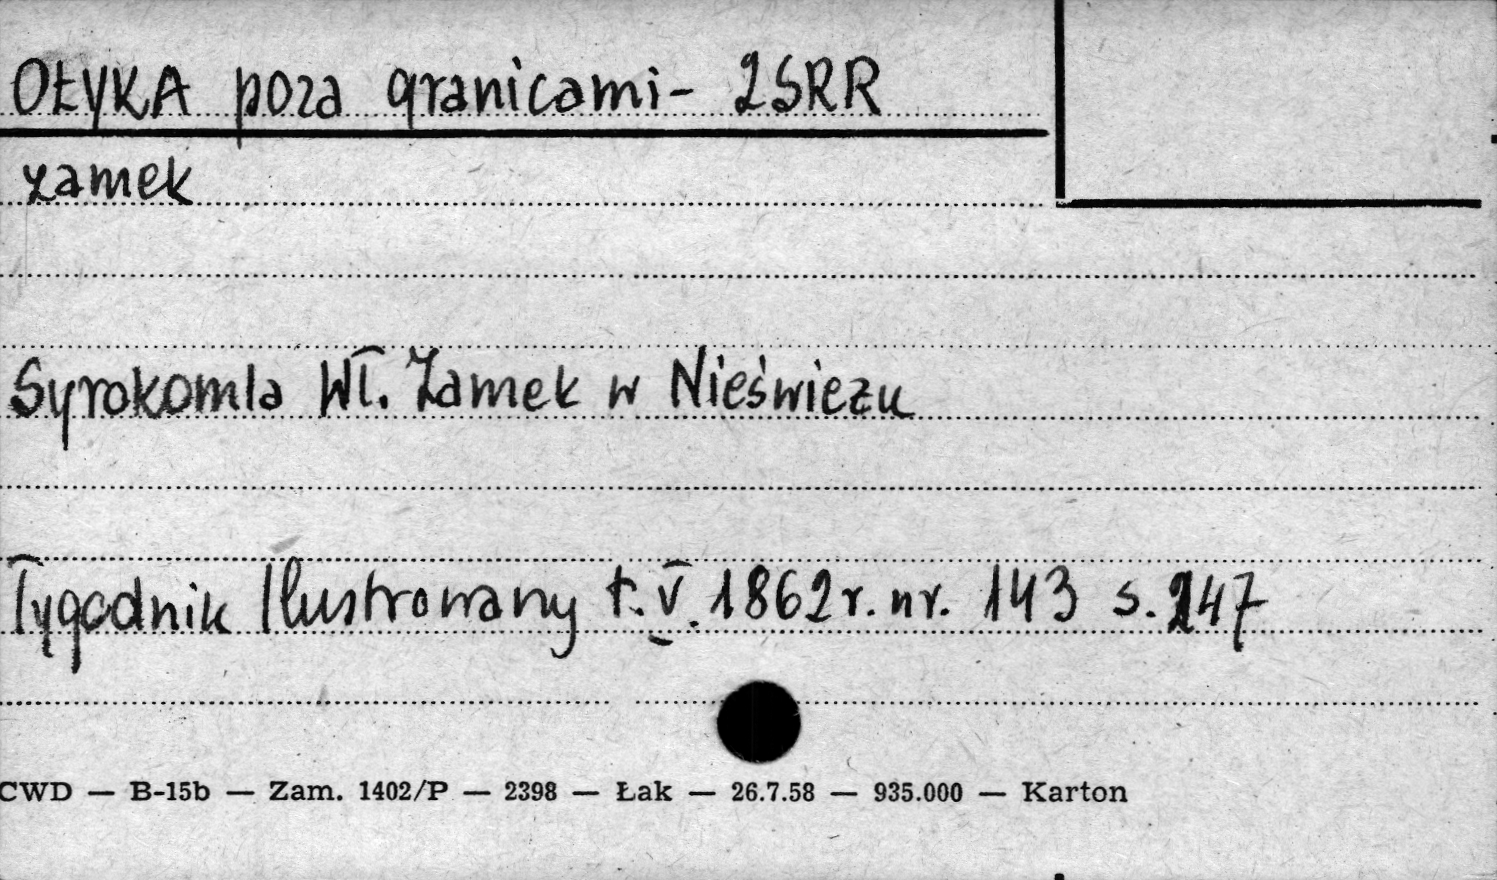 OŁYKA poza granicami - ZSRR
zamek
Syrokomla Wł. Zamek w Nieświeżu
Tygodnik Ilustrowany t. V. 1862 r. nr. 143 s. 247
CWD — B-15b — Zam. 1402/P — 2398 — Łak — 26.7.58 — 935.000 — Karton